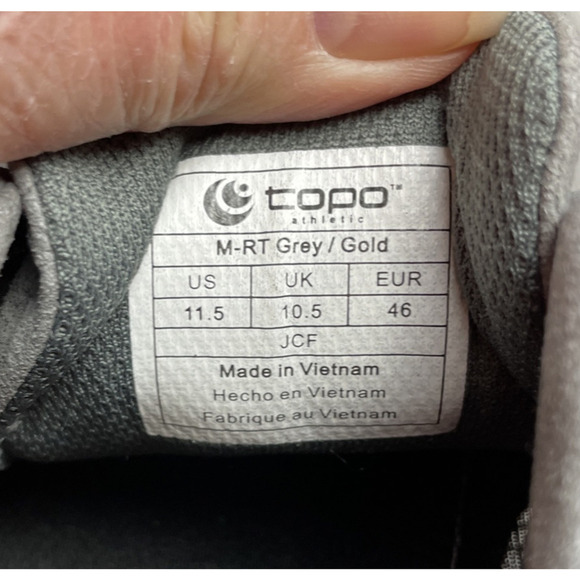 topo™
athletic
M-RT Grey / Gold
US UK EUR
11.5 10.5 46
JCF
Made in Vietnam
Hecho en Vietnam
Fabrique au Vietnam